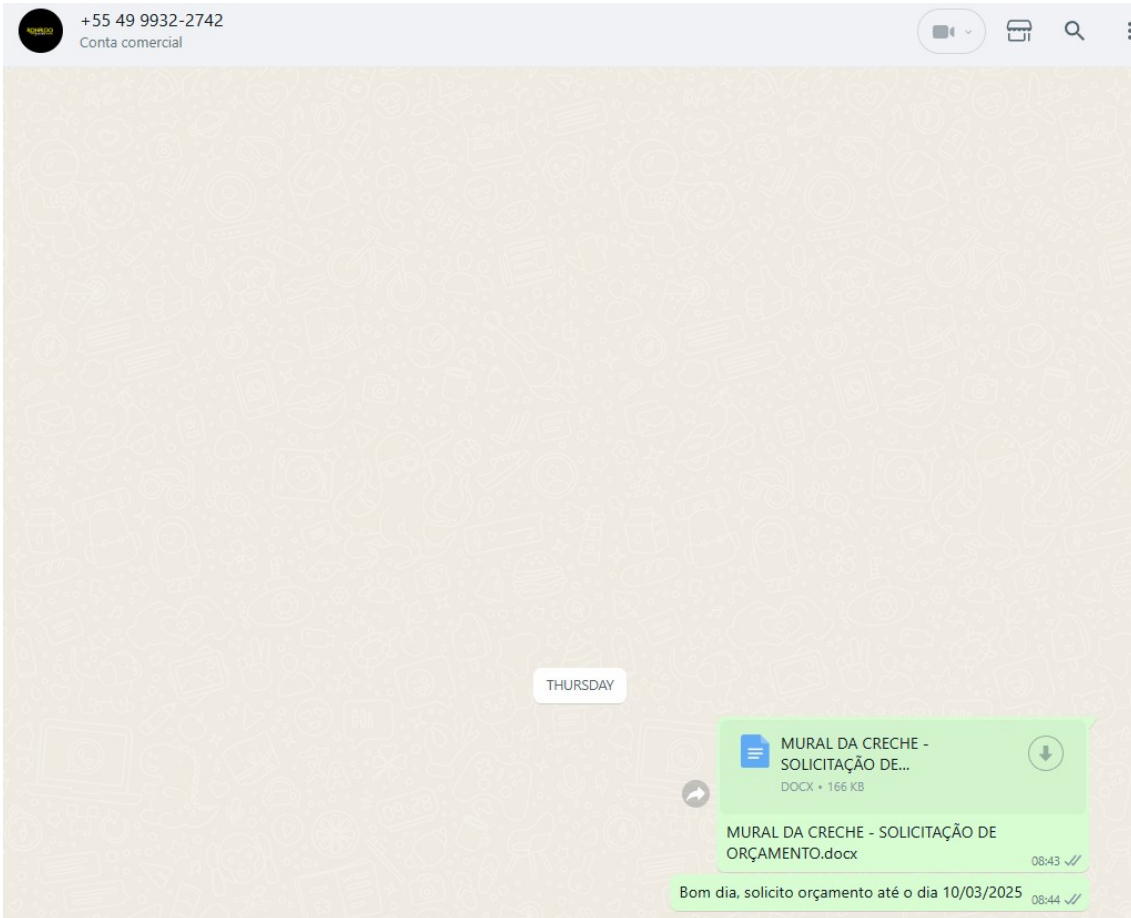 RONALDO
+55 49 9932-2742
Conta comercial
THURSDAY
MURAL DA CRECHE -
SOLICITAÇÃO DE...
DOCX • 166 KB
MURAL DA CRECHE - SOLICITAÇÃO DE
ORÇAMENTO.docx
08:43
Bom dia, solicito orçamento até o dia 10/03/2025
08:44